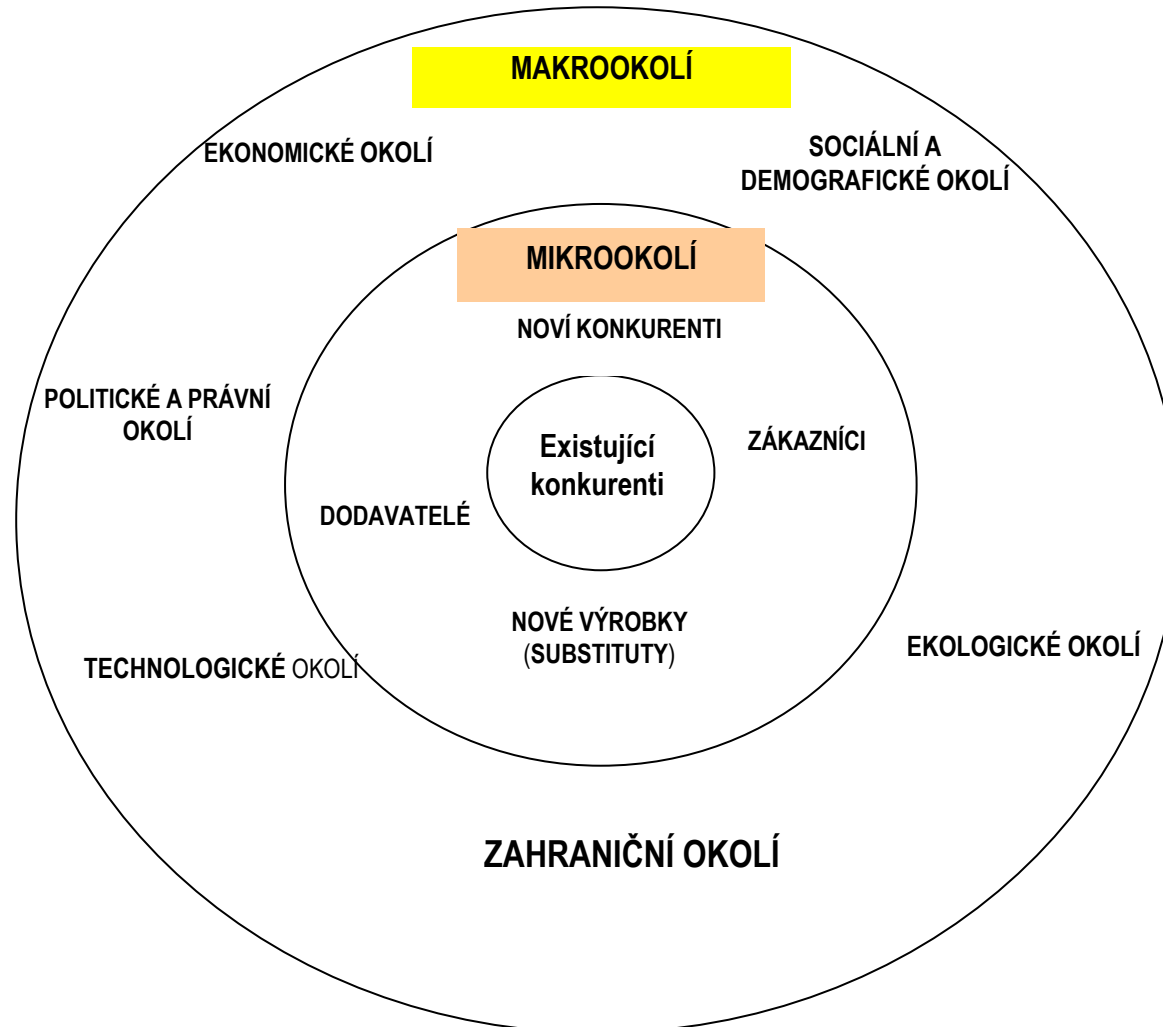 MAKROOKOLÍ
EKONOMICKÉ OKOLÍ
SOCIÁLNÍ A
DEMOGRAFICKÉ OKOLÍ
MIKROOKOLÍ
NOVÍ KONKURENTI
POLITICKÉ A PRÁVNÍ
OKOLÍ
Existující
konkurenti
ZÁKAZNÍCI
DODAVATELÉ
NOVÉ VÝROBKY
(SUBSTITUTY)
TECHNOLOGICKÉ OKOLÍ
EKOLOGICKÉ OKOLÍ
ZAHRANIČNÍ OKOLÍ